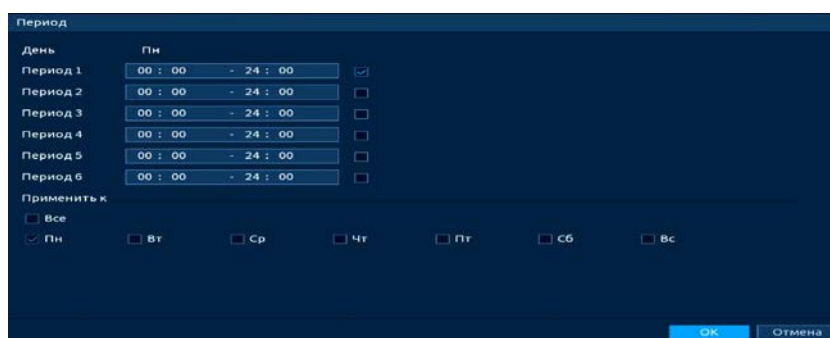 Период
День Пн
Период 1 00 : 00 - 24 : 00
Период 2 00 : 00 - 24 : 00
Период 3 00 : 00 - 24 : 00
Период 4 00 : 00 - 24 : 00
Период 5 00 : 00 - 24 : 00
Период 6 00 : 00 - 24 : 00
Применить к
Все
Пн Вт Ср Чт Пт Сб Вс
OK Отмена